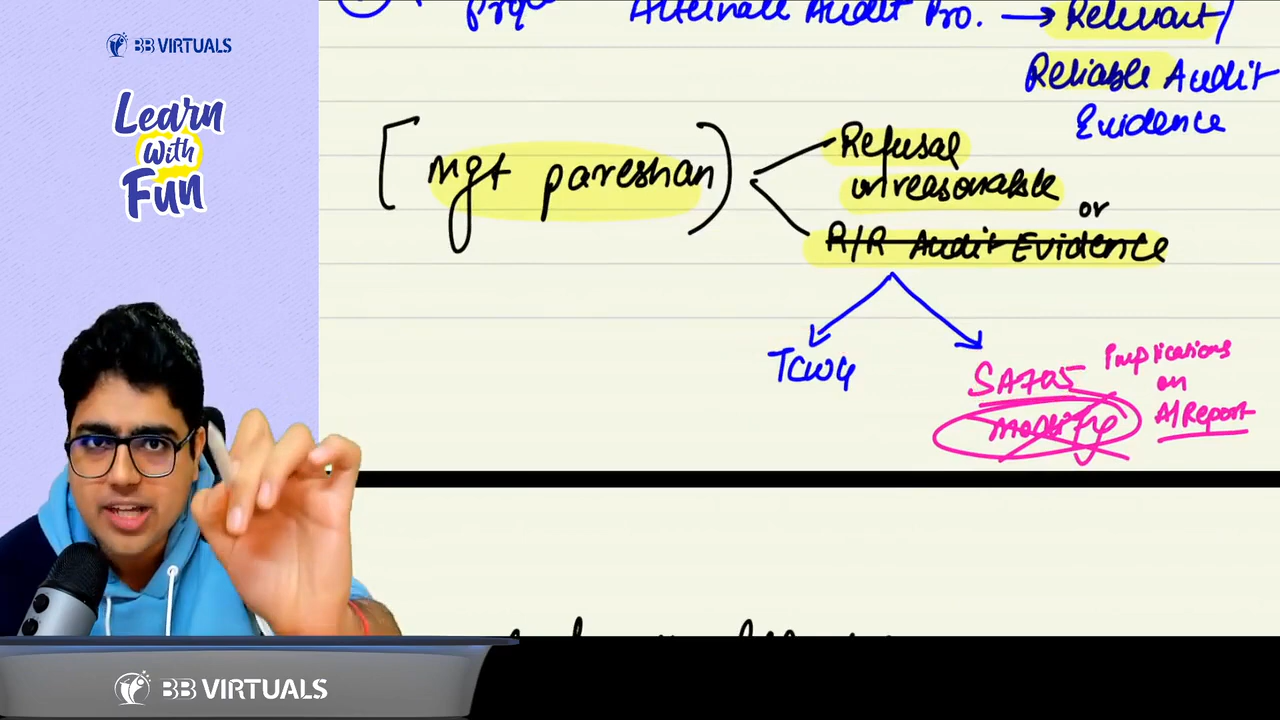 Alternate Audit Pro. → Relevant/
Reliable Audit
Evidence
BB VIRTUALS
Learn
With
Fun
[mgt pareshan)
Refusal
unreasonable
or
R/R Audit Evidence
TCWG
SA705
modify
Implications
on
A/Report
BB VIRTUALS